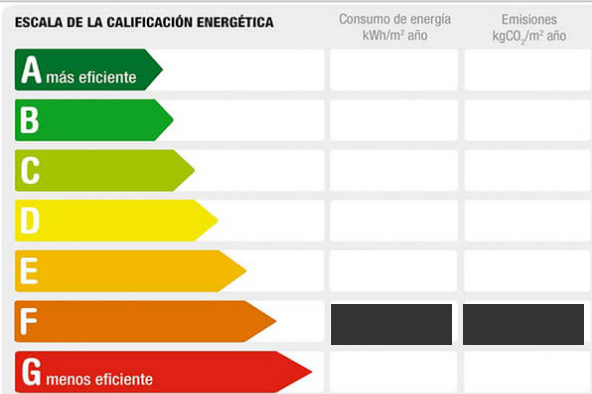 ESCALA DE LA CALIFICACIÓN ENERGÉTICA
Consumo de energía
kWh/m² año
Emisiones
kgCO₂/m² año
A más eficiente
B
C
D
E
F
G menos eficiente